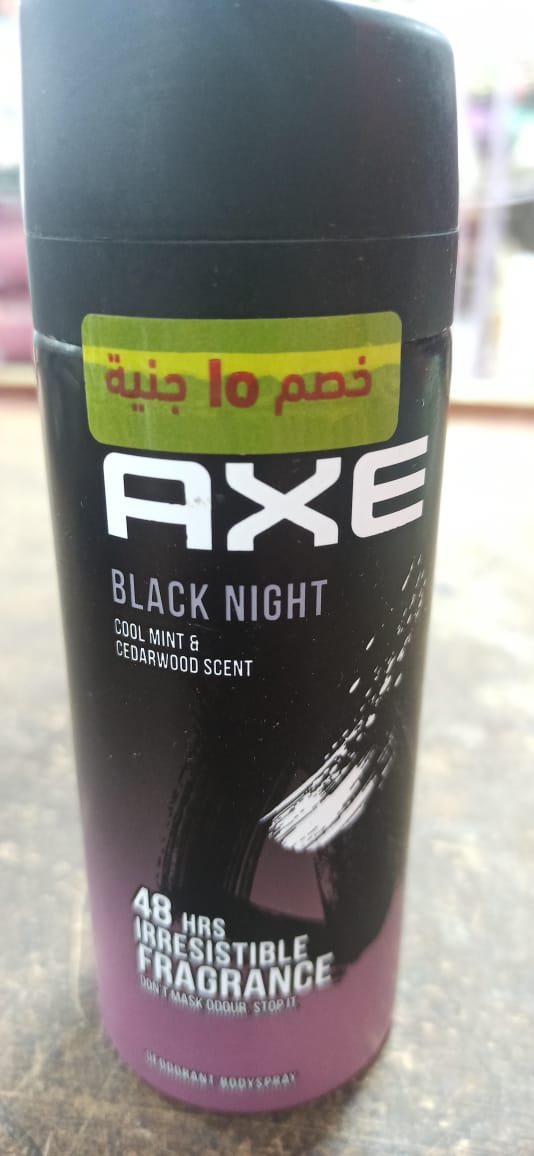 خصم 10 جنية
AXE
BLACK NIGHT
COOL MINT &
CEDARWOOD SCENT
48 HRS
IRRESISTIBLE
FRAGRANCE
DON'T MASK ODOUR, STOP IT.
DEODORANT BODYSPRAY